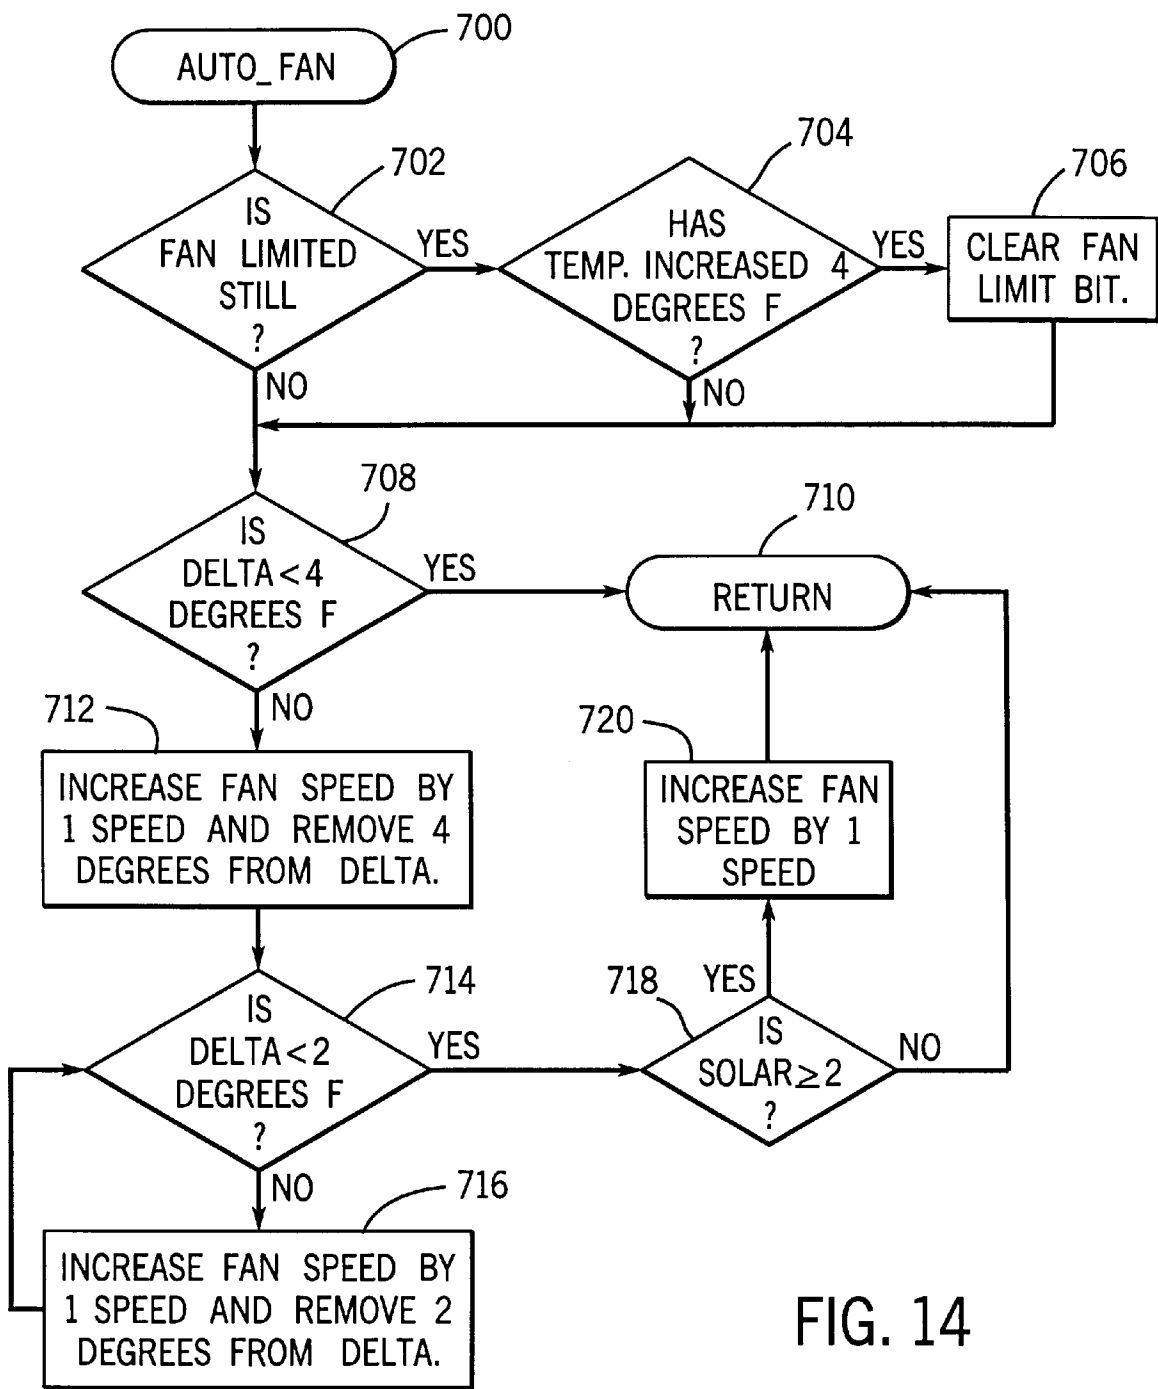 700
AUTO_FAN
702
IS
FAN LIMITED
STILL
?
YES
NO
704
HAS
TEMP. INCREASED 4
DEGREES F
?
YES
NO
706
CLEAR FAN
LIMIT BIT.
708
IS
DELTA<4
DEGREES F
?
YES
NO
710
RETURN
712
INCREASE FAN SPEED BY
1 SPEED AND REMOVE 4
DEGREES FROM DELTA.
720
INCREASE FAN
SPEED BY 1
SPEED
714
IS
DELTA<2
DEGREES F
?
YES
NO
718
YES
IS
SOLAR≥2
?
NO
716
INCREASE FAN SPEED BY
1 SPEED AND REMOVE 2
DEGREES FROM DELTA.
FIG. 14